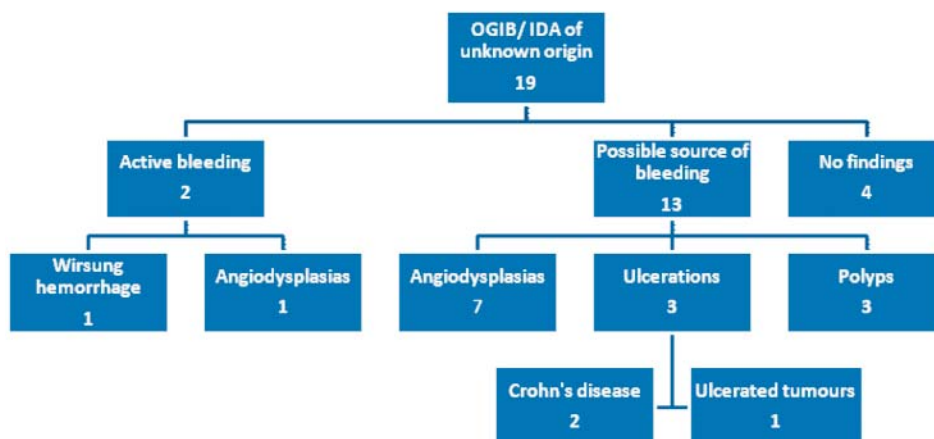 OGIB/ IDA of
unknown origin
19
Active bleeding
2
Possible source of
bleeding
13
No findings
4
Wirsung
hemorrhage
1
Angiodysplasias
1
Angiodysplasias
7
Ulcerations
3
Polyps
3
Crohn's disease
2
Ulcerated tumours
1